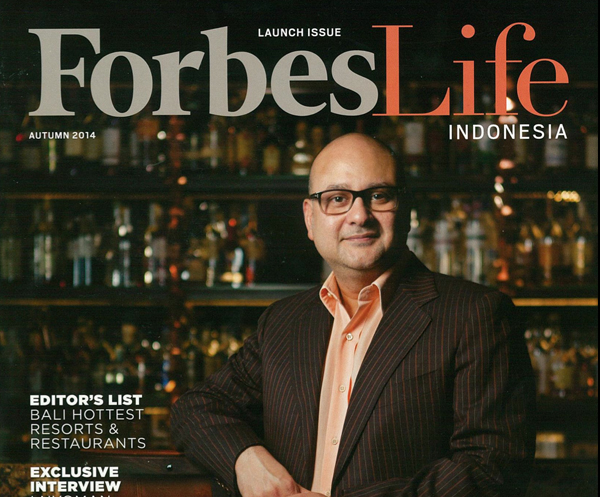 LAUNCH ISSUE
ForbesLife
INDONESIA
AUTUMN 2014
EDITOR'S LIST
BALI HOTTEST
RESORTS &
RESTAURANTS
EXCLUSIVE
INTERVIEW